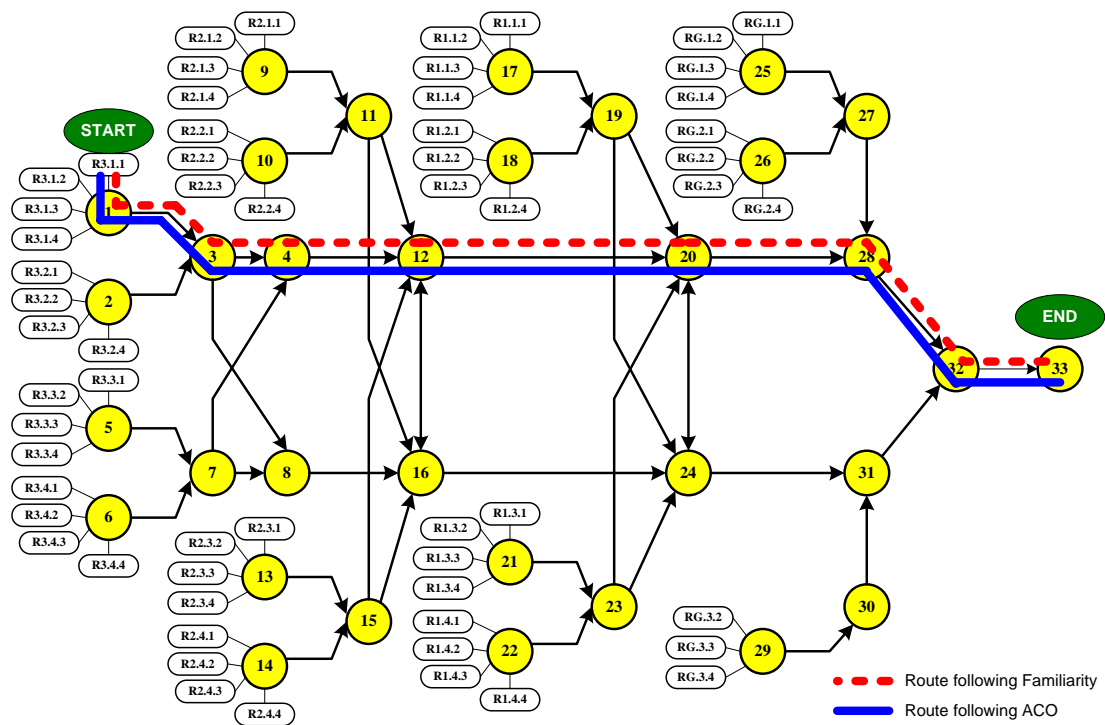 R2.1.1
R1.1.1
RG.1.1
R2.1.2
R1.1.2
RG.1.2
R2.1.3
9
R1.1.3
17
RG.1.3
25
R2.1.4
R1.1.4
RG.1.4
11
19
27
START
R2.2.1
R1.2.1
RG.2.1
R2.2.2
10
R1.2.2
18
RG.2.2
26
R3.1.1
R2.2.3
R1.2.3
RG.2.3
R3.1.2
R2.2.4
R1.2.4
RG.2.4
R3.1.3
1
R3.1.4
3
4
12
20
28
R3.2.1
R3.2.2
2
R3.2.3
END
R3.2.4
32
33
R3.3.1
R3.3.2
R3.3.3
5
R3.3.4
7
8
16
24
31
R3.4.1
R3.4.2
6
R3.4.3
R3.4.4
R2.3.1
R1.3.1
R2.3.2
R1.3.2
R2.3.3
13
R1.3.3
21
R2.3.4
R1.3.4
15
23
30
R2.4.1
R1.4.1
RG.3.2
R2.4.2
14
R1.4.2
22
RG.3.3
29
R2.4.3
R1.4.3
RG.3.4
R2.4.4
R1.4.4
Route following Familiarity
Route following ACO